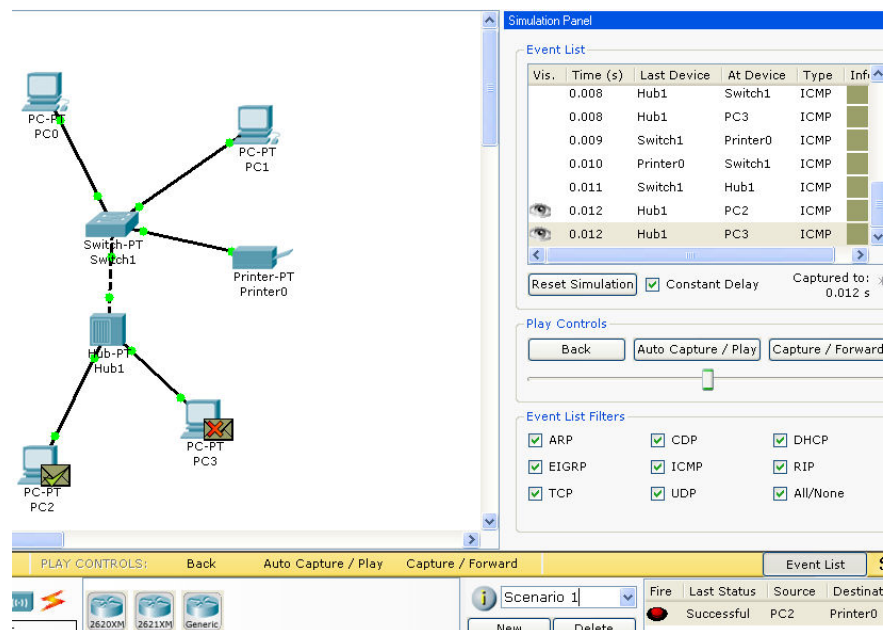 Simulation Panel
Event List
Vis. Time (s) Last Device At Device Type Info
0.008 Hub1 Switch1 ICMP
0.008 Hub1 PC3 ICMP
0.009 Switch1 Printer0 ICMP
0.010 Printer0 Switch1 ICMP
0.011 Switch1 Hub1 ICMP
0.012 Hub1 PC2 ICMP
0.012 Hub1 PC3 ICMP
Reset Simulation Constant Delay Captured to:
0.012 s
Play Controls
Back Auto Capture / Play Capture / Forward
Event List Filters
ARP CDP DHCP
EIGRP ICMP RIP
TCP UDP All/None
PC-PT
PC0
PC-PT
PC1
Switch-PT
Switch1
Printer-PT
Printer0
Hub-PT
Hub1
PC-PT
PC3
PC-PT
PC2
PLAY CONTROLS: Back Auto Capture / Play Capture / Forward
Event List S
2620XM 2621XM Generic
i Scenario 1
New Delete
Fire Last Status Source Destinat
Successful PC2 Printer0